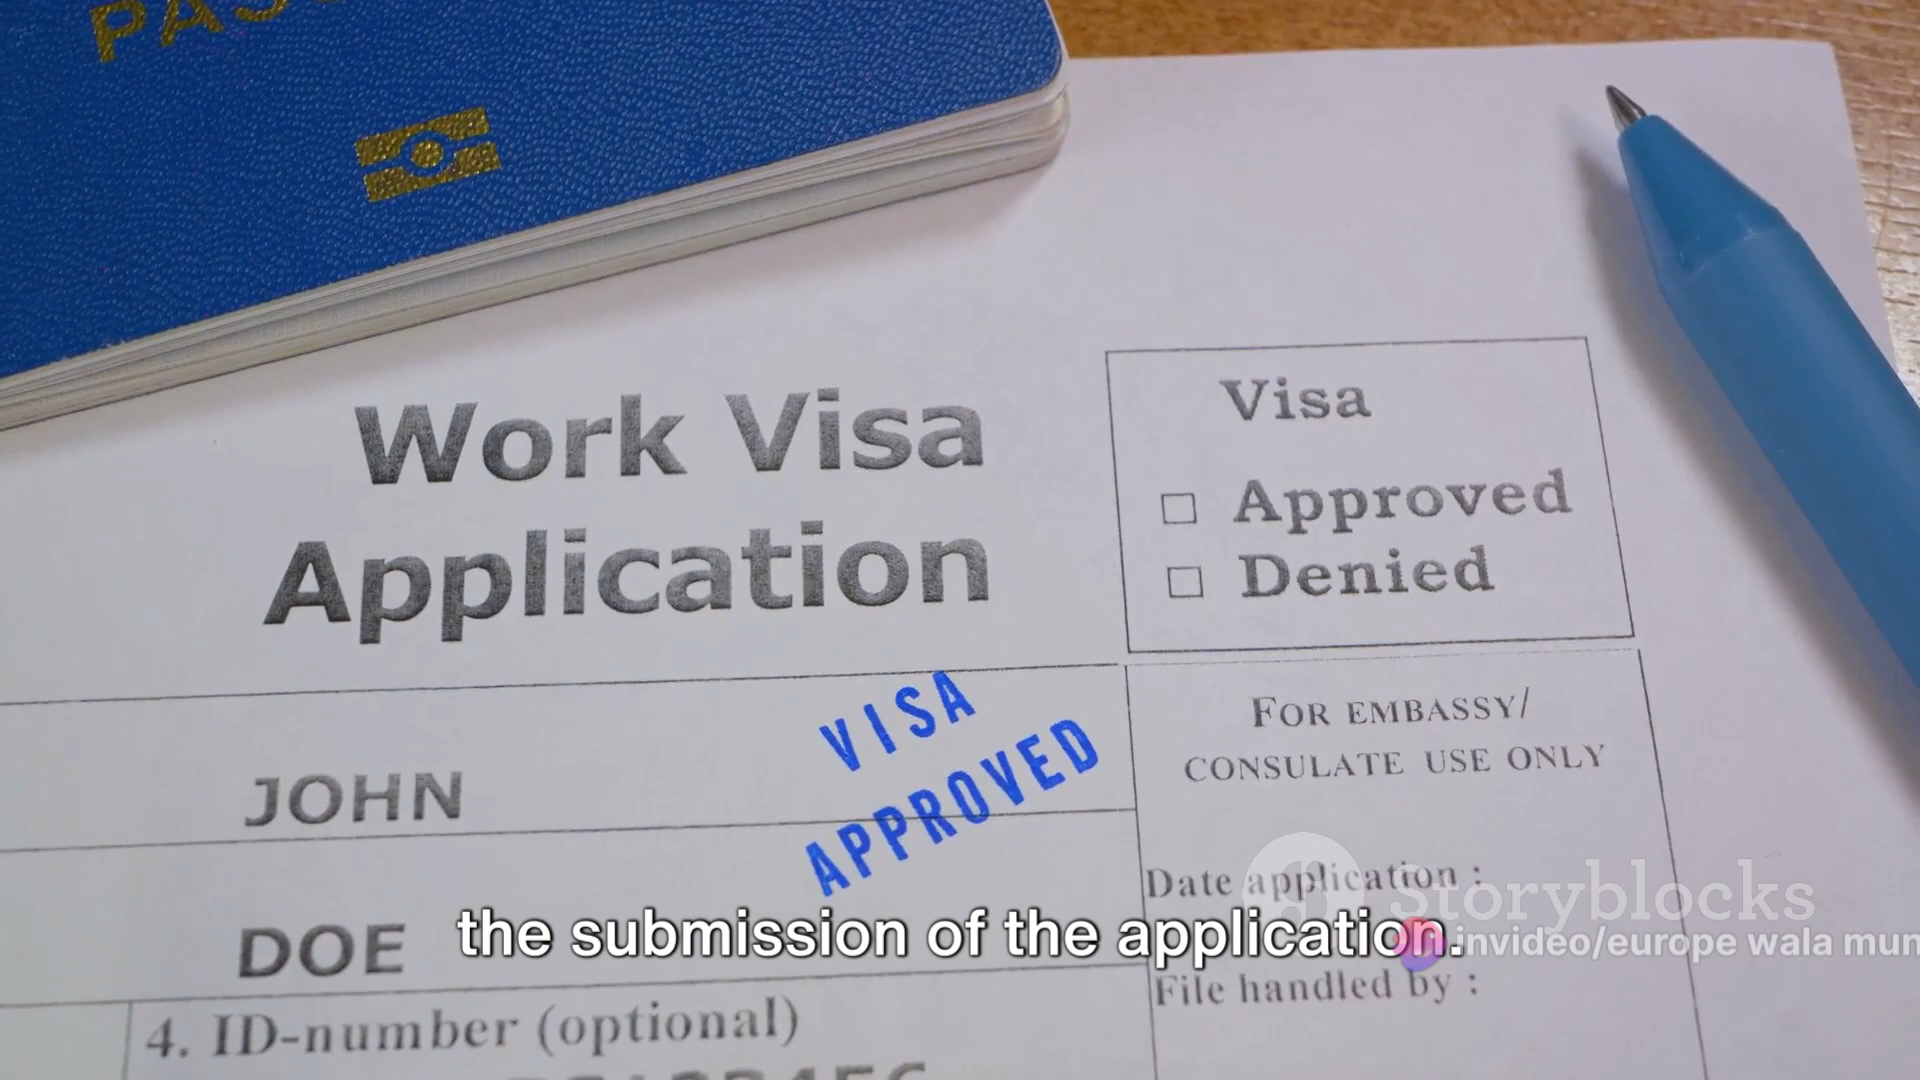 PAS
Work Visa
Application
Visa
Approved
Denied
VISA
APPROVED
FOR EMBASSY/
CONSULATE USE ONLY
JOHN
Date application :
Storyblocks
DOE
the submission of the application.
invideo/europe wala mun
File handled by :
4. ID-number (optional)